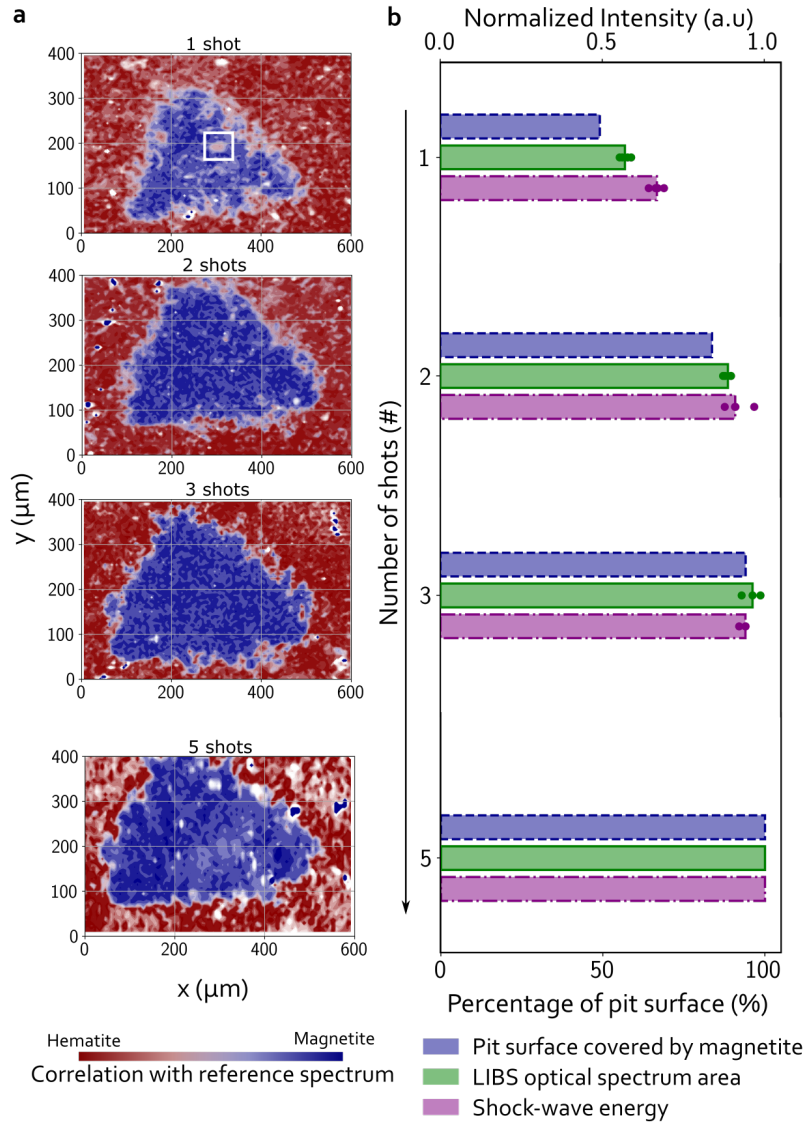 a
1 shot
400
300
200
100
0
0
200
400
600
2 shots
400
300
200
100
0
0
200
400
600
3 shots
400
300
200
100
0
0
200
400
600
5 shots
400
300
200
100
0
0
200
400
600
y (μm)
x (μm)
Hematite
Magnetite
Correlation with reference spectrum
b
Normalized Intensity (a.u)
0.0
0.5
1.0
1
2
3
5
Number of shots (#)
0
50
100
Percentage of pit surface (%)
Pit surface covered by magnetite
LIBS optical spectrum area
Shock-wave energy